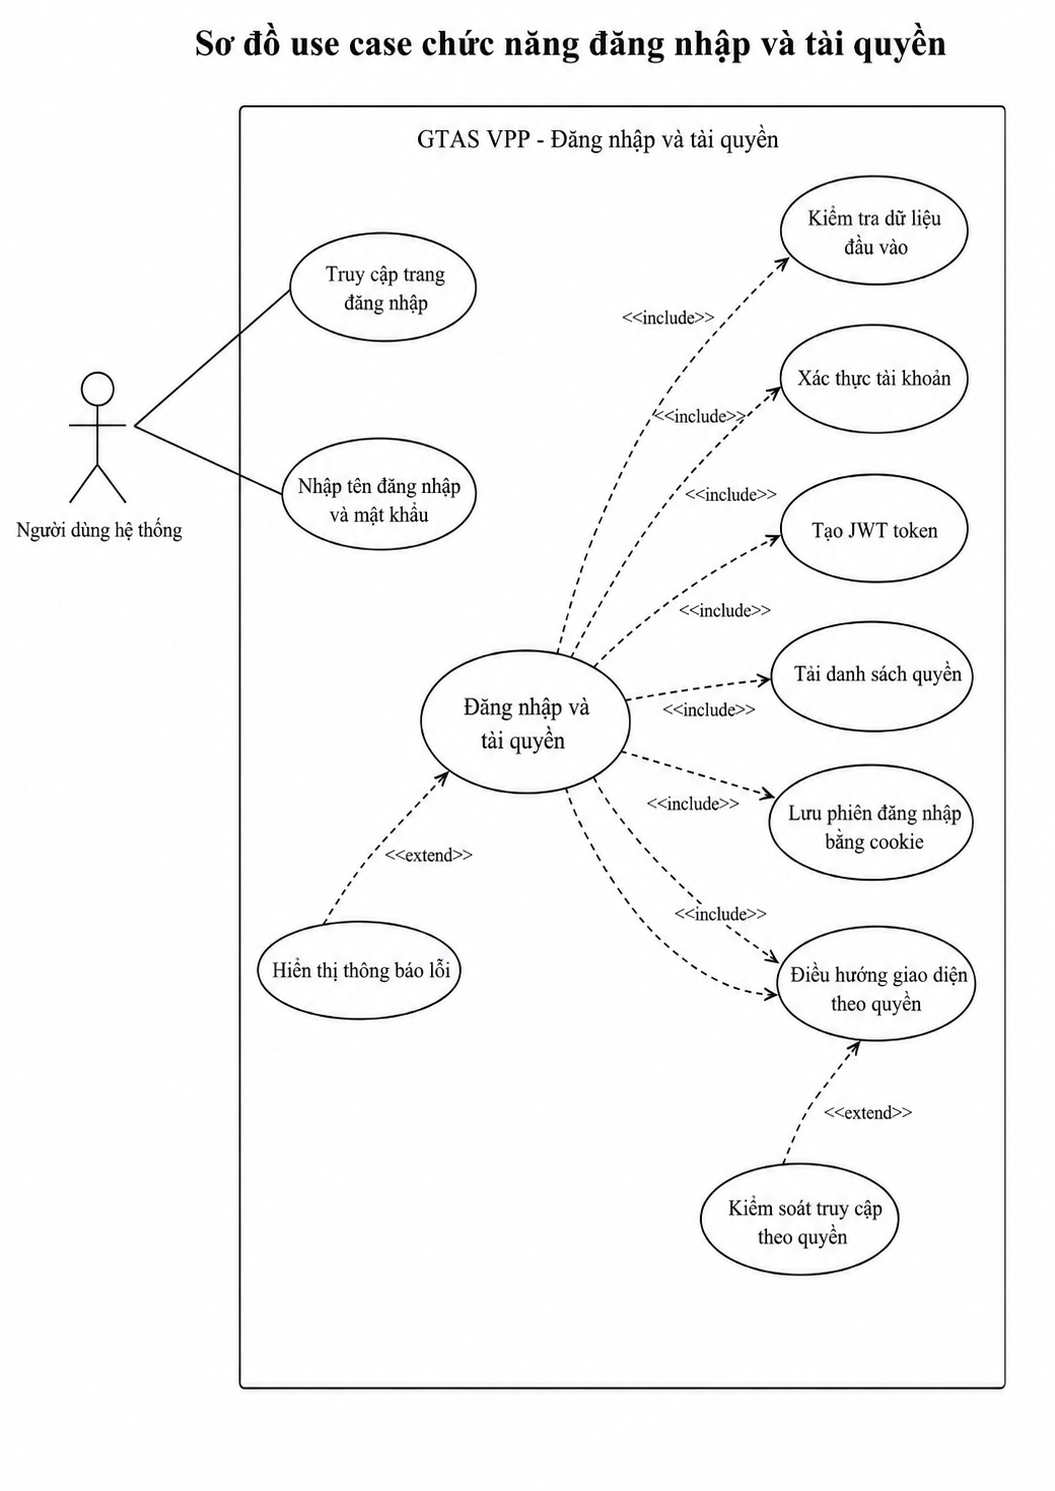 Sơ đồ use case chức năng đăng nhập và tài quyền
GTAS VPP - Đăng nhập và tài quyền
Kiểm tra dữ liệu
đầu vào
Truy cập trang
đăng nhập
<<include>>
Xác thực tài khoản
<<include>>
Nhập tên đăng nhập
và mật khẩu
<<include>>
Người dùng hệ thống
Tạo JWT token
<<include>>
Tải danh sách quyền
Đăng nhập và
tài quyền
<<include>>
<<include>>
Lưu phiên đăng nhập
bằng cookie
<<extend>>
<<include>>
Hiển thị thông báo lỗi
Điều hướng giao diện
theo quyền
<<extend>>
Kiểm soát truy cập
theo quyền